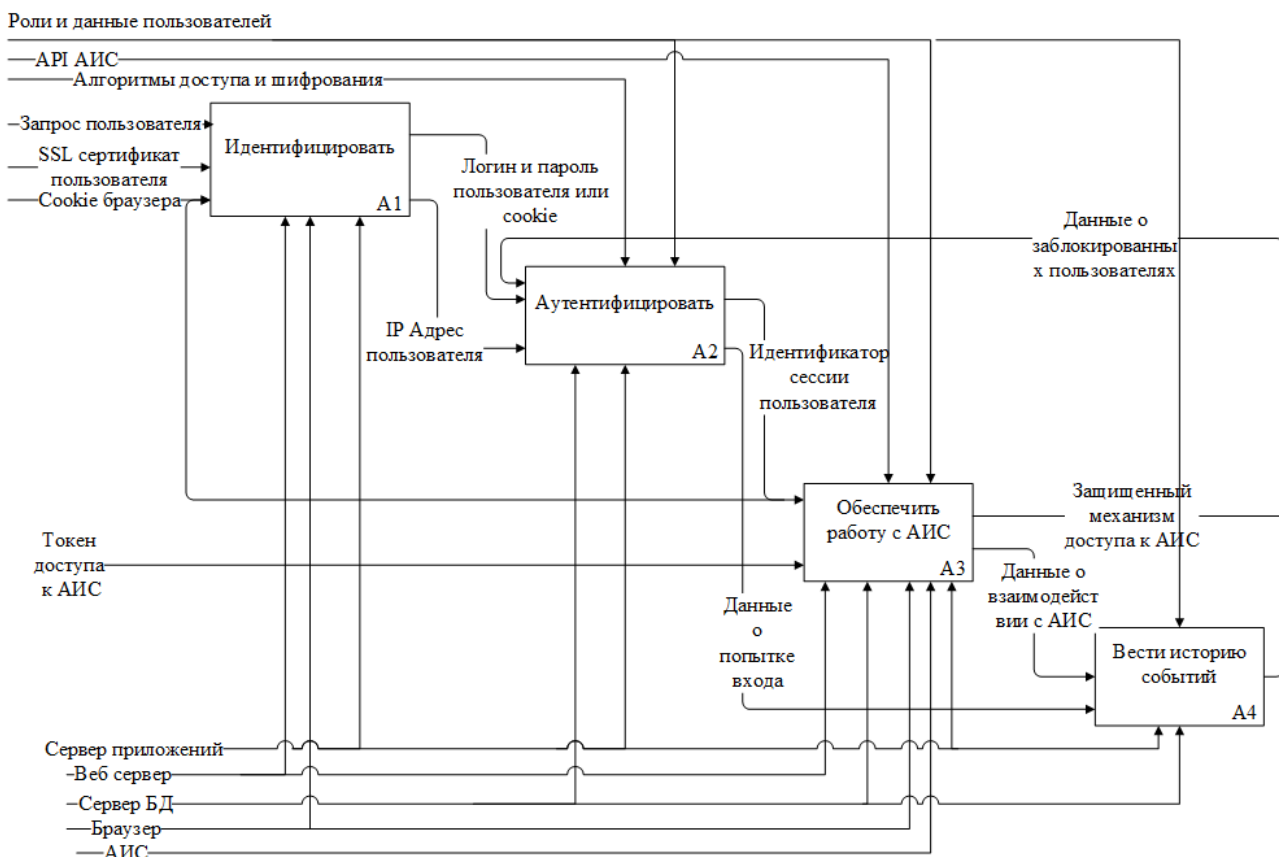 Роли и данные пользователей
API АИС
Алгоритмы доступа и шифрования
Запрос пользователя
SSL сертификат
пользователя
Cookie браузера
Идентифицировать
A1
Логин и пароль
пользователя или
cookie
Данные о
заблокированны
х пользователях
IP Адрес
пользователя
Аутентифицировать
A2
Идентификатор
сессии
пользователя
Токен
доступа
к АИС
Обеспечить
работу с АИС
A3
Защищенный
механизм
доступа к АИС
Данные о
взаимодейст
вии с АИС
Данные
о
попытке
входа
Вести историю
событий
A4
Сервер приложений
Веб сервер
Сервер БД
Браузер
АИС